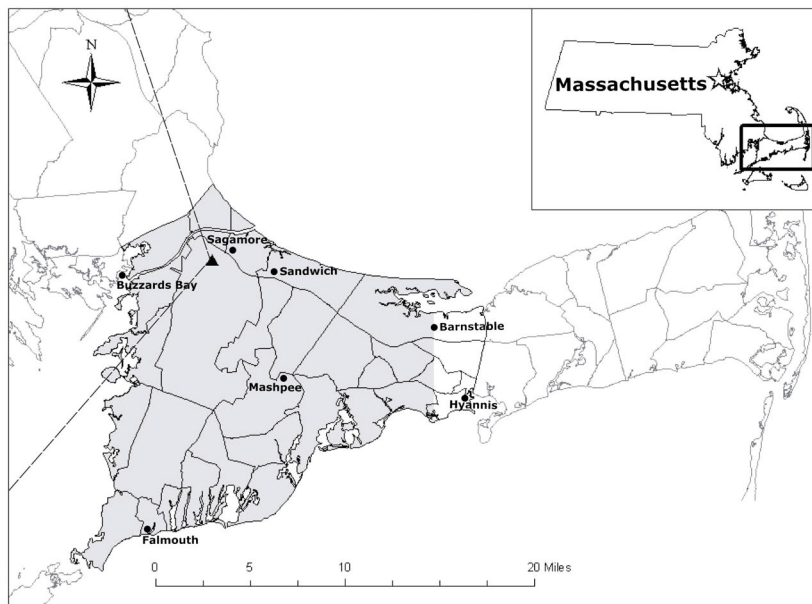 N
Massachusetts
Sagamore
Sandwich
Buzzards Bay
Barnstable
Mashpee
Hyannis
Falmouth
0 5 10 20 Miles